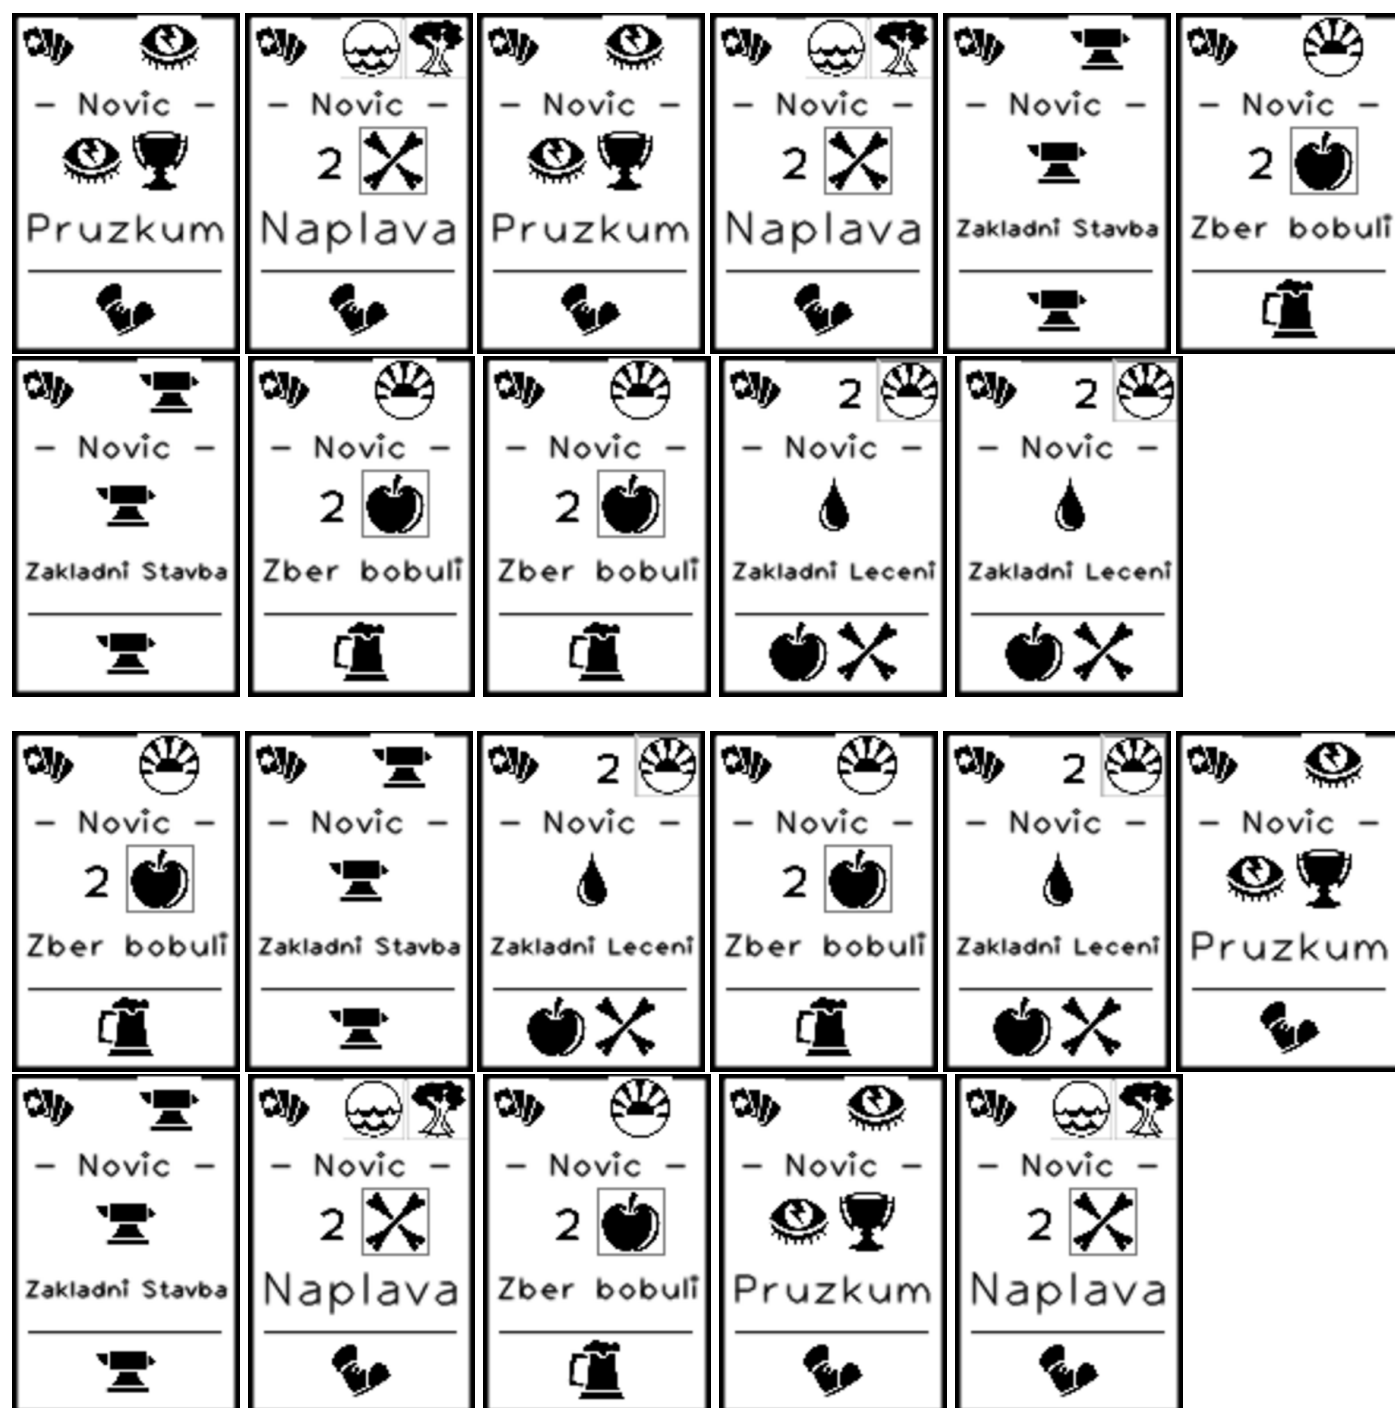 - Novic - - Novic - - Novic - - Novic - - Novic - - Novic -
2 2 2
Pruzkum Naplava Pruzkum Naplava Zakladni Stavba Zber bobuli
2 2
- Novic - - Novic - - Novic - - Novic - - Novic -
2 2
Zakladni Stavba Zber bobuli Zber bobuli Zakladni Leceni Zakladni Leceni
2 2
- Novic - - Novic - - Novic - - Novic - - Novic - - Novic -
2 2
Zber bobuli Zakladni Stavba Zakladni Leceni Zber bobuli Zakladni Leceni Pruzkum
- Novic - - Novic - - Novic - - Novic - - Novic -
2 2 2
Zakladni Stavba Naplava Zber bobuli Pruzkum Naplava